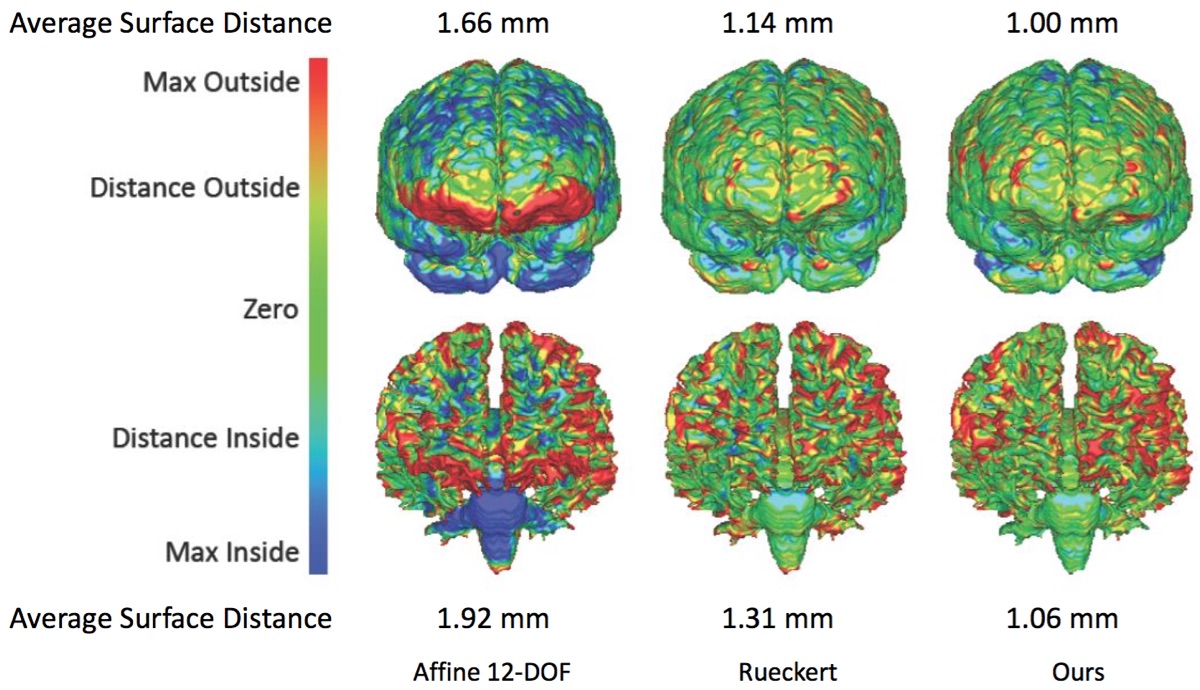 Average Surface Distance 1.66 mm 1.14 mm 1.00 mm
Max Outside
Distance Outside
Zero
Distance Inside
Max Inside
Average Surface Distance 1.92 mm 1.31 mm 1.06 mm
Affine 12-DOF Rueckert Ours